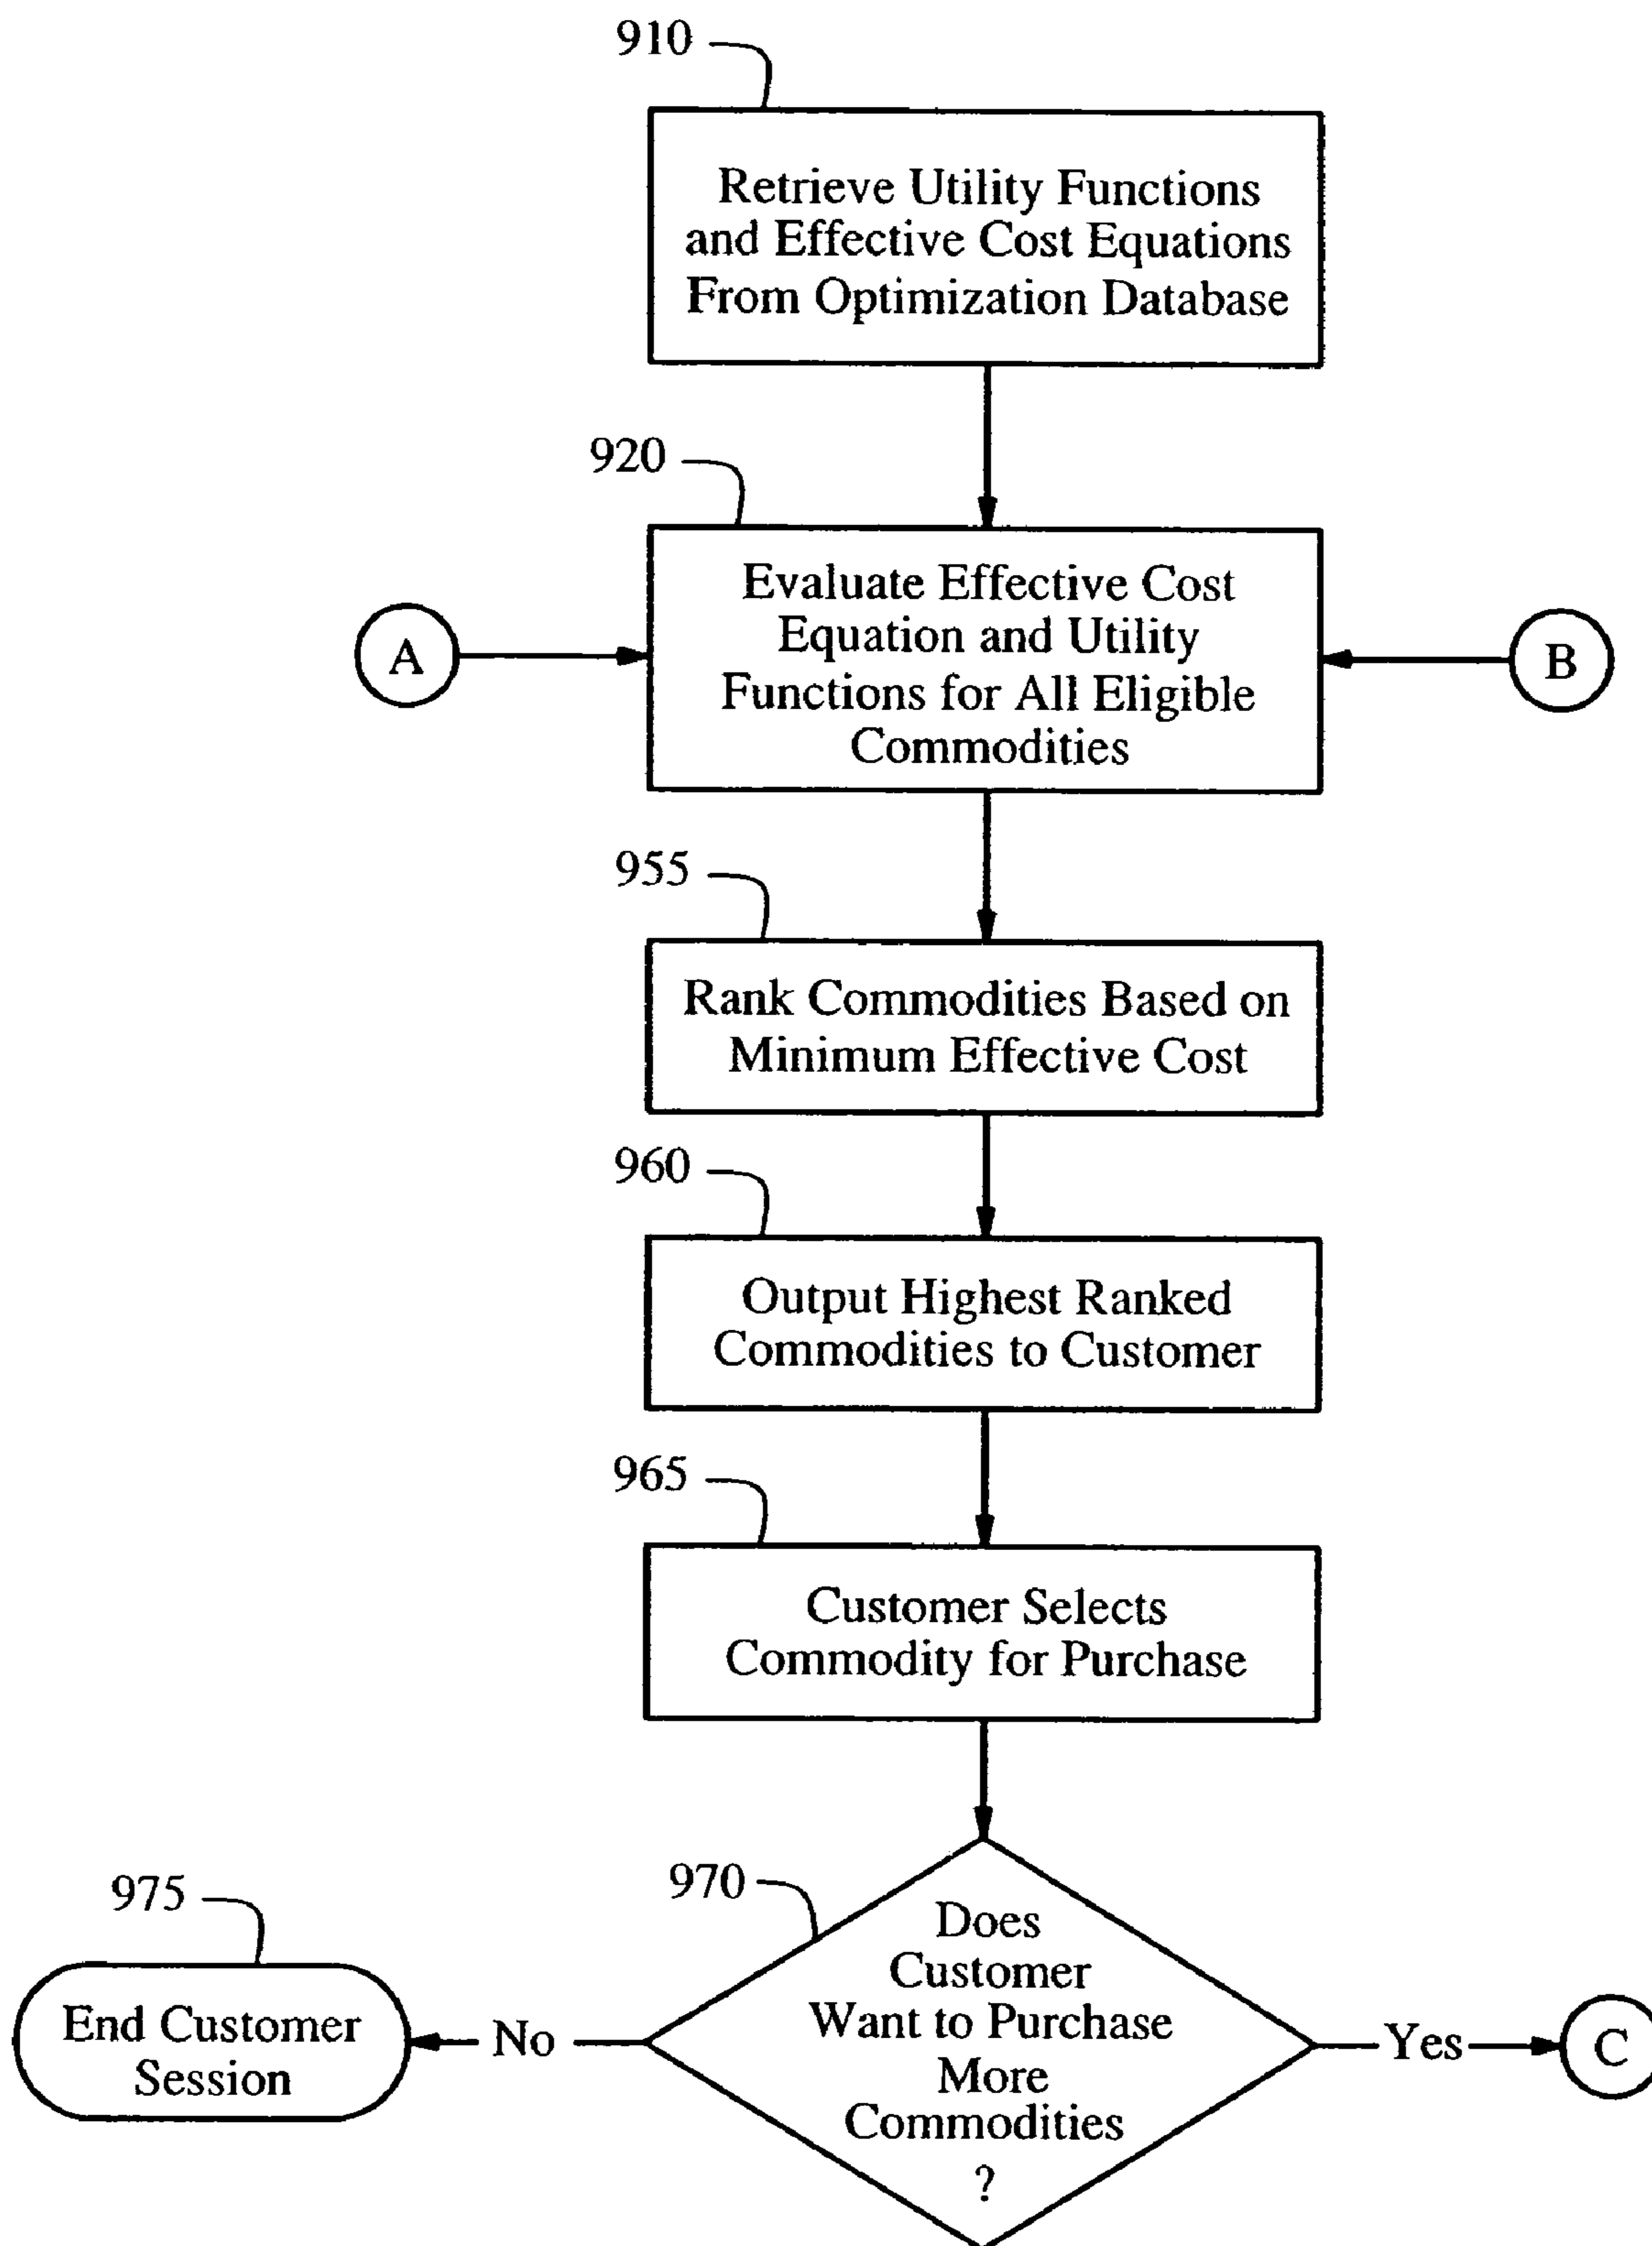 910
Retrieve Utility Functions
and Effective Cost Equations
From Optimization Database
920
Evaluate Effective Cost
Equation and Utility
Functions for All Eligible
Commodities
A
B
955
Rank Commodities Based on
Minimum Effective Cost
960
Output Highest Ranked
Commodities to Customer
965
Customer Selects
Commodity for Purchase
970
Does
Customer
Want to Purchase
More
Commodities
?
975
End Customer
Session
No
Yes
C